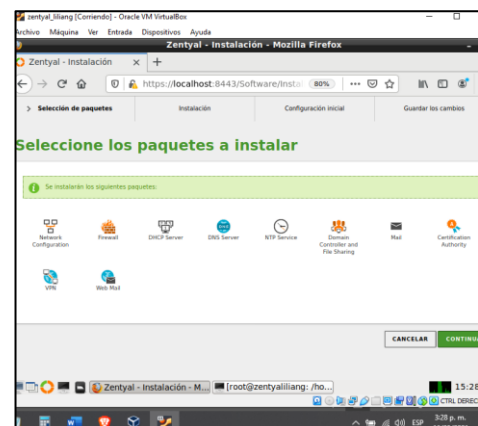 zentyal_liliang [Corriendo] - Oracle VM VirtualBox
Archivo Máquina Ver Entrada Dispositivos Ayuda
Zentyal - Instalación - Mozilla Firefox
Zentyal - Instalación × +
https://localhost:8443/Software/Instal 80%
> Selección de paquetes Instalación Configuración inicial Guardar los cambios
Seleccione los paquetes a instalar
Se instalarán los siguientes paquetes:
Network Configuration
Firewall
DHCP Server
DNS Server
NTP Service
Domain Controller and File Sharing
Mail
Certification Authority
VPN
Web Mail
CANCELAR CONTINUA
Zentyal - Instalación - M... [root@zentyalliliang: /ho... 15:28
CTRL DEREC
ESP 3:28 p. m.